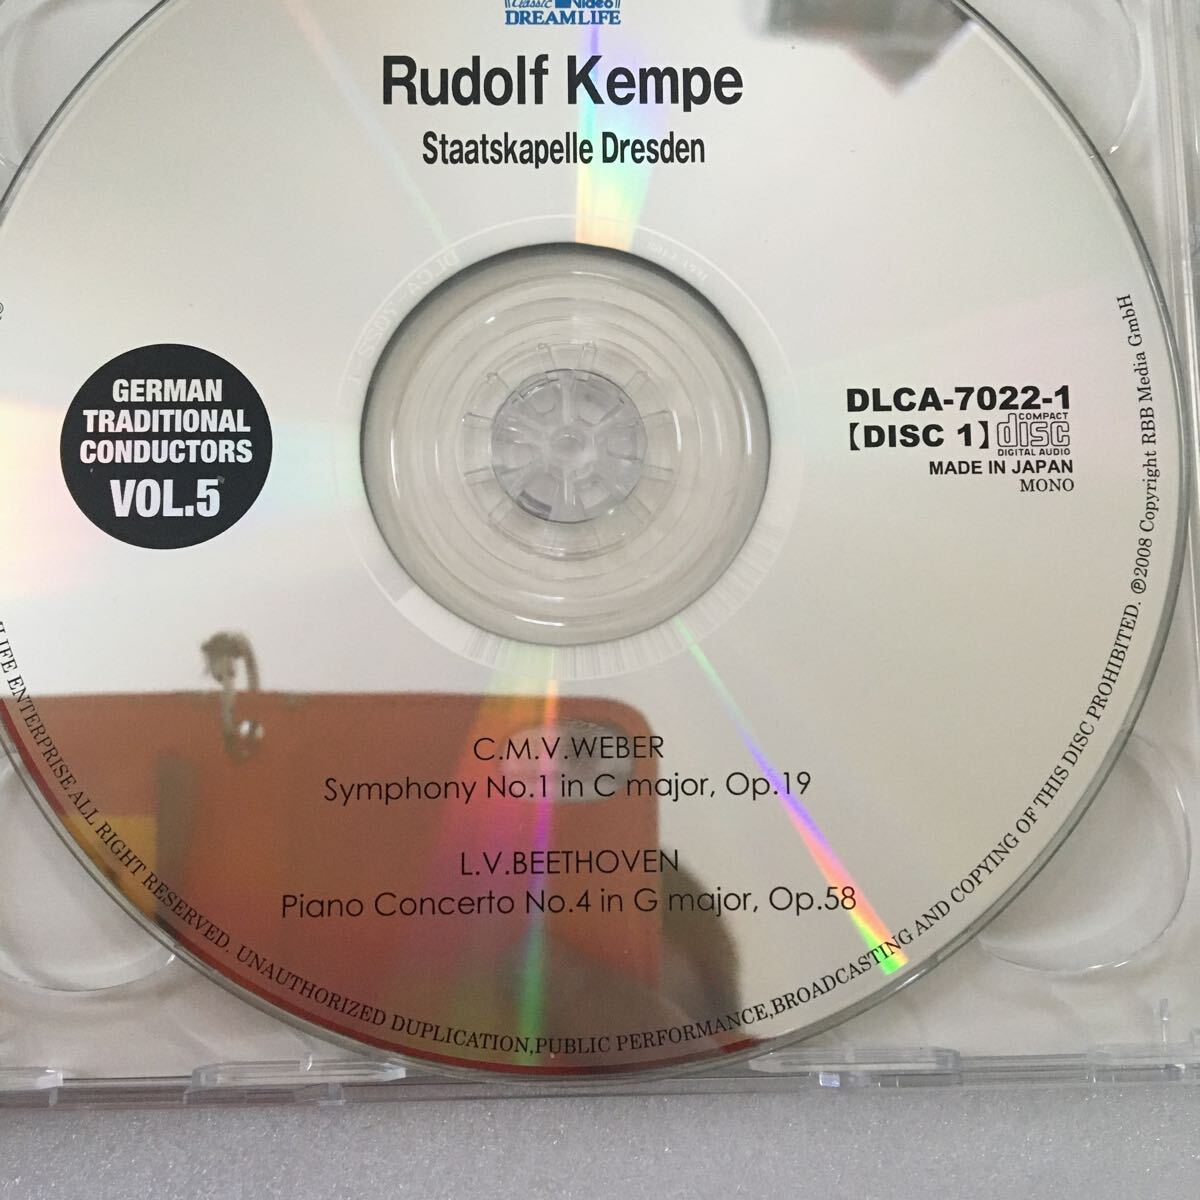 Classic Video
DREAMLIFE
Rudolf Kempe
Staatskapelle Dresden
GERMAN
TRADITIONAL
CONDUCTORS
VOL.5
DLCA-7022-1
【DISC 1】 COMPACT disc DIGITAL AUDIO
MADE IN JAPAN
MONO
C.M.V.WEBER
Symphony No.1 in C major, Op.19
L.V.BEETHOVEN
Piano Concerto No.4 in G major, Op.58
LIFE ENTERPRISE ALL RIGHT RESERVED. UNAUTHORIZED DUPLICATION,PUBLIC PERFORMANCE,BROADCASTING AND COPYING OF THIS DISC PROHIBITED. ℗2008 Copyright RBB Media GmbH